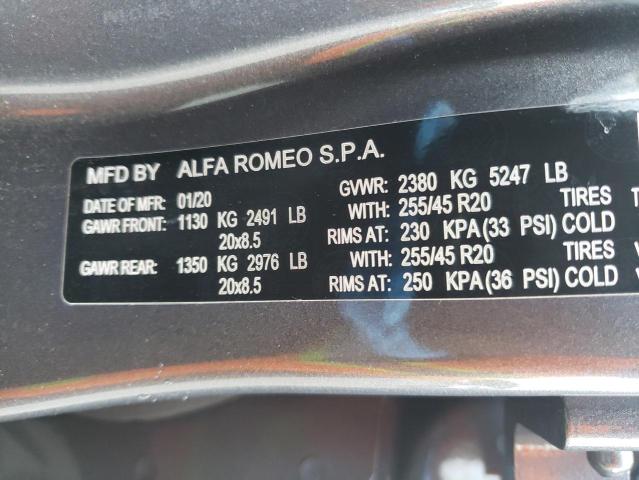 MFD BY ALFA ROMEO S.P.A.
DATE OF MFR: 01/20 GVWR: 2380 KG 5247 LB
GAWR FRONT: 1130 KG 2491 LB WITH: 255/45 R20 TIRES
20x8.5 RIMS AT: 230 KPA(33 PSI) COLD
GAWR REAR: 1350 KG 2976 LB WITH: 255/45 R20 TIRES
20x8.5 RIMS AT: 250 KPA(36 PSI) COLD